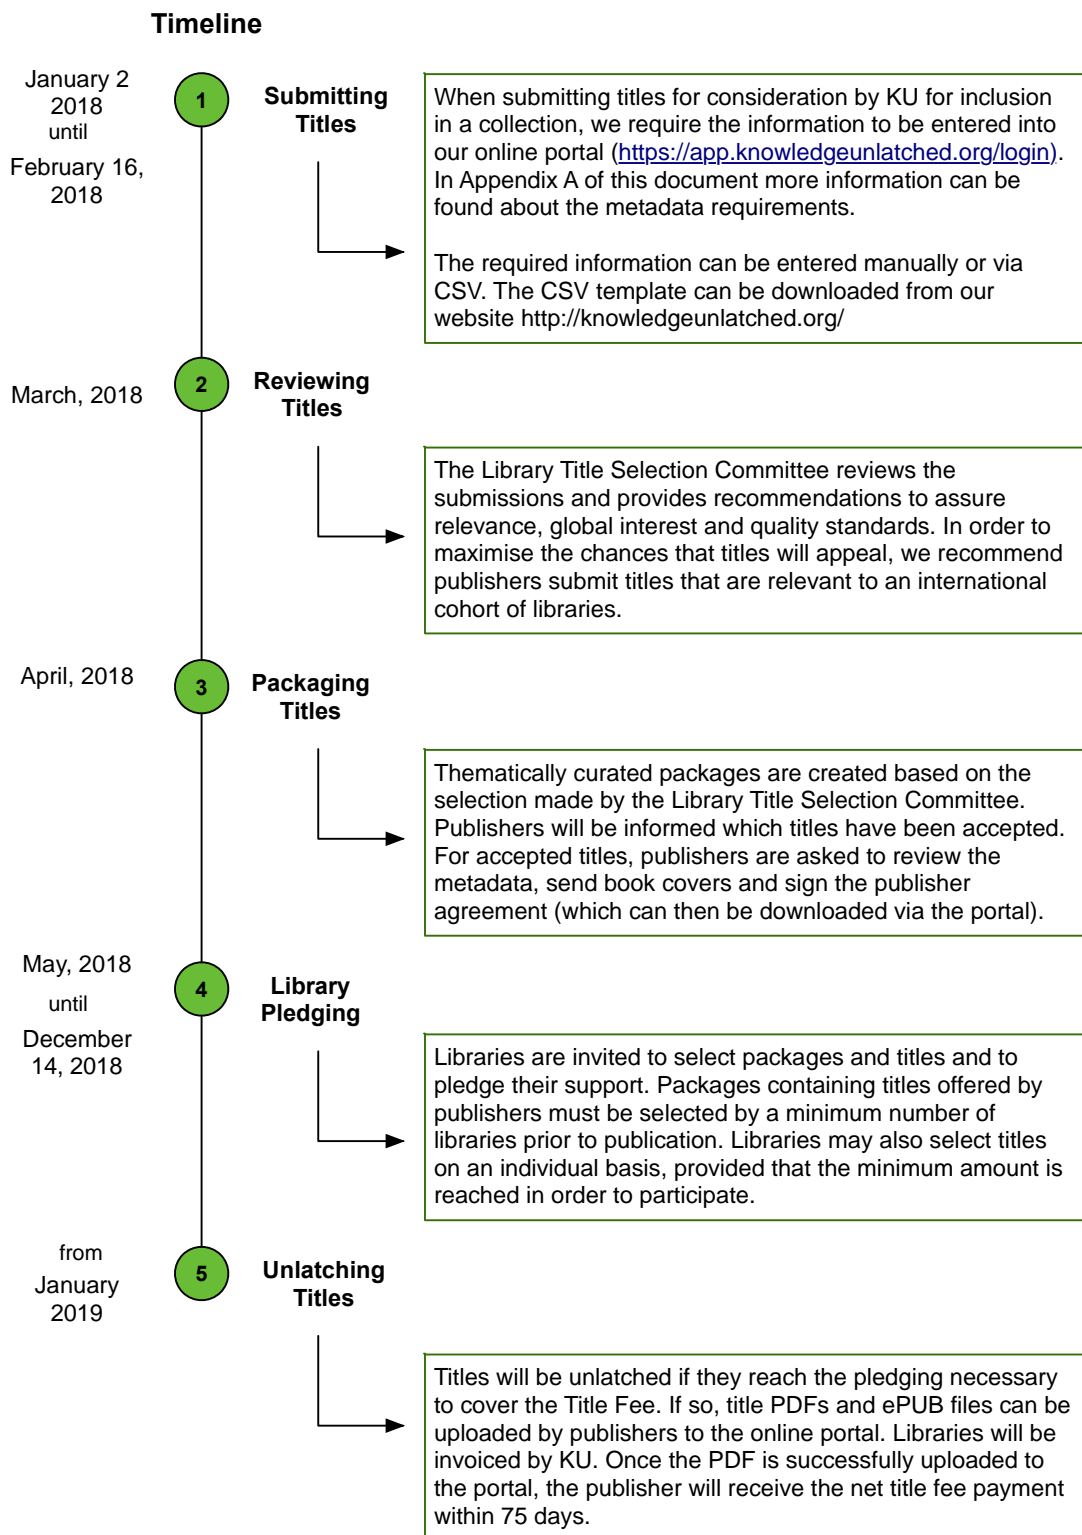 Timeline
January 2
2018
until
February 16,
2018
1
Submitting
Titles
When submitting titles for consideration by KU for inclusion
in a collection, we require the information to be entered into
our online portal (https://app.knowledgeunlatched.org/login).
In Appendix A of this document more information can be
found about the metadata requirements.
The required information can be entered manually or via
CSV. The CSV template can be downloaded from our
website http://knowledgeunlatched.org/
March, 2018
2
Reviewing
Titles
The Library Title Selection Committee reviews the
submissions and provides recommendations to assure
relevance, global interest and quality standards. In order to
maximise the chances that titles will appeal, we recommend
publishers submit titles that are relevant to an international
cohort of libraries.
April, 2018
3
Packaging
Titles
Thematically curated packages are created based on the
selection made by the Library Title Selection Committee.
Publishers will be informed which titles have been accepted.
For accepted titles, publishers are asked to review the
metadata, send book covers and sign the publisher
agreement (which can then be downloaded via the portal).
May, 2018
until
December
14, 2018
4
Library
Pledging
Libraries are invited to select packages and titles and to
pledge their support. Packages containing titles offered by
publishers must be selected by a minimum number of
libraries prior to publication. Libraries may also select titles
on an individual basis, provided that the minimum amount is
reached in order to participate.
from
January
2019
5
Unlatching
Titles
Titles will be unlatched if they reach the pledging necessary
to cover the Title Fee. If so, title PDFs and ePUB files can be
uploaded by publishers to the online portal. Libraries will be
invoiced by KU. Once the PDF is successfully uploaded to
the portal, the publisher will receive the net title fee payment
within 75 days.